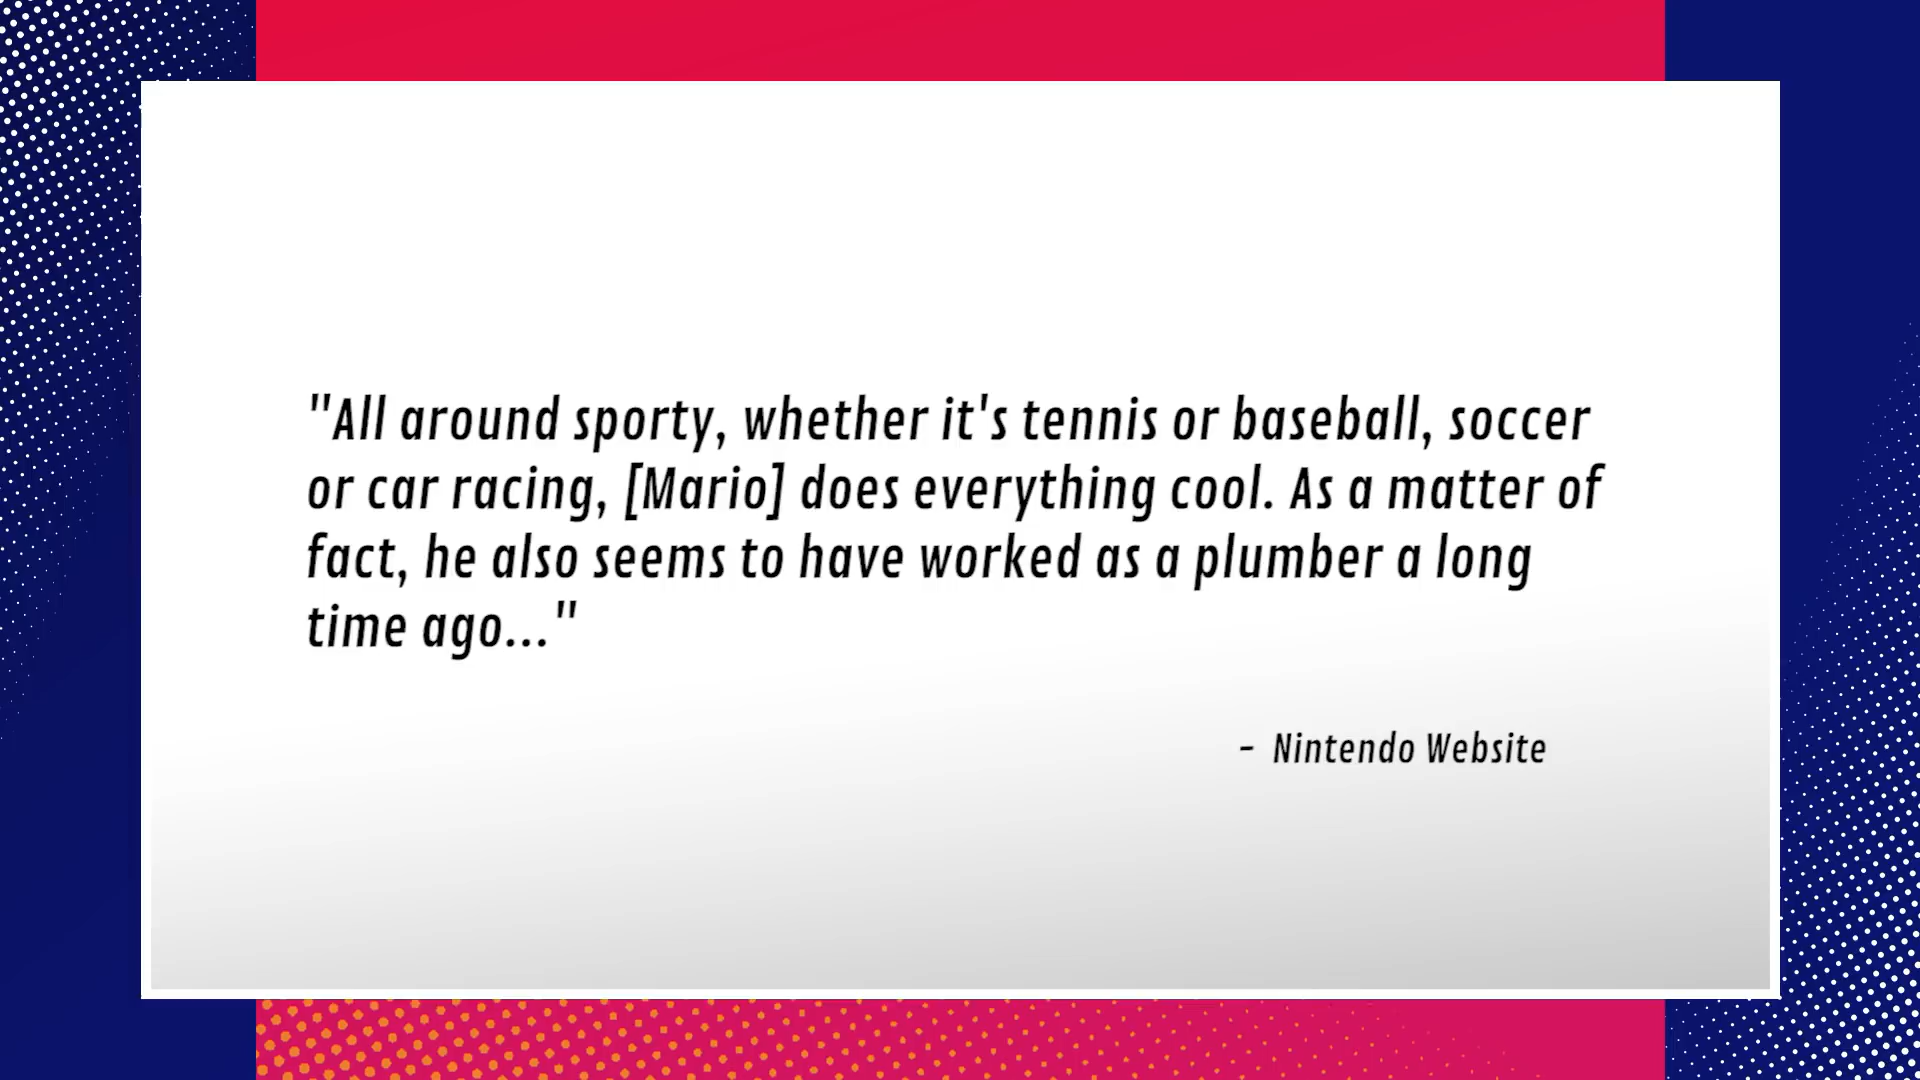 "All around sporty, whether it's tennis or baseball, soccer
or car racing, [Mario] does everything cool. As a matter of
fact, he also seems to have worked as a plumber a long
time ago..."
- Nintendo Website